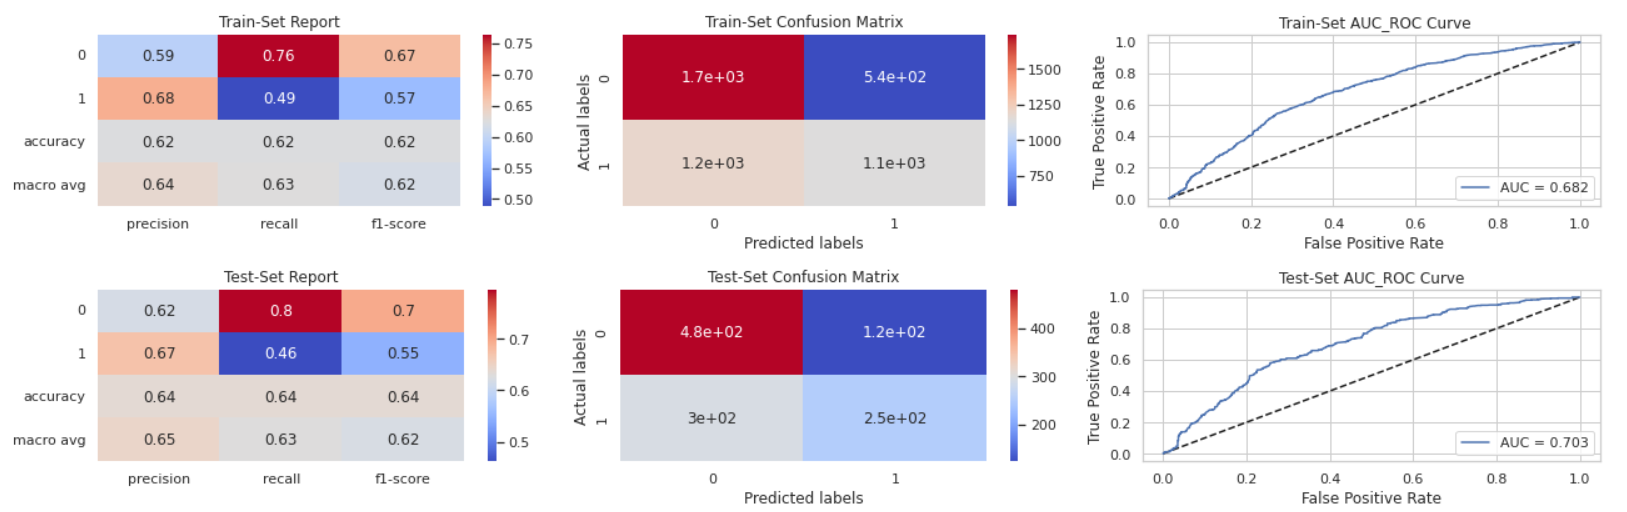 Train-Set Report
0 0.59 0.76 0.67
1 0.68 0.49 0.57
accuracy 0.62 0.62 0.62
macro avg 0.64 0.63 0.62
precision recall f1-score
0.75
0.70
0.65
0.60
0.55
0.50
Train-Set Confusion Matrix
Actual labels
0 1.7e+03 5.4e+02
1 1.2e+03 1.1e+03
0 1
Predicted labels
1500
1250
1000
750
Train-Set AUC_ROC Curve
True Positive Rate
1.0
0.8
0.6
0.4
0.2
0.0
AUC = 0.682
0.0 0.2 0.4 0.6 0.8 1.0
False Positive Rate
Test-Set Report
0 0.62 0.8 0.7
1 0.67 0.46 0.55
accuracy 0.64 0.64 0.64
macro avg 0.65 0.63 0.62
precision recall f1-score
0.7
0.6
0.5
Test-Set Confusion Matrix
Actual labels
0 4.8e+02 1.2e+02
1 3e+02 2.5e+02
0 1
Predicted labels
400
300
200
Test-Set AUC_ROC Curve
True Positive Rate
1.0
0.8
0.6
0.4
0.2
0.0
AUC = 0.703
0.0 0.2 0.4 0.6 0.8 1.0
False Positive Rate